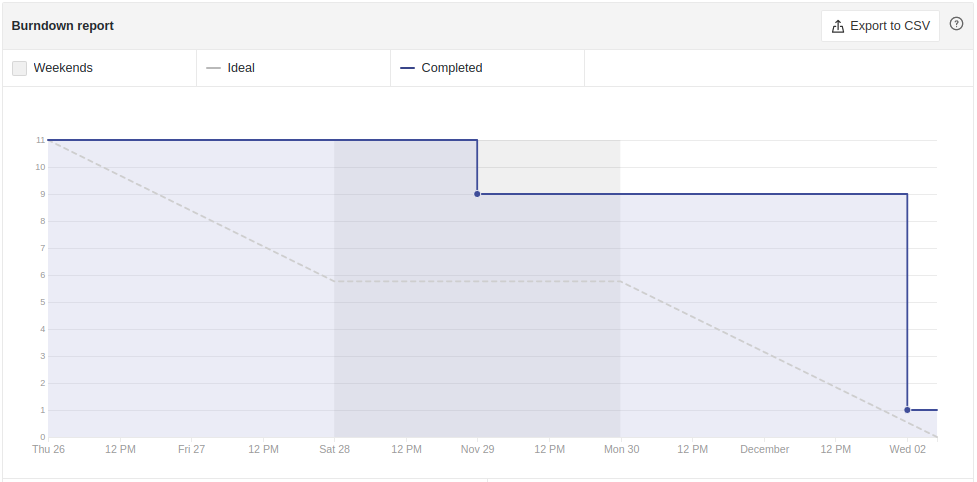 Burndown report
Export to CSV
?
Weekends
Ideal
Completed
11
10
9
8
7
6
5
4
3
2
1
0
Thu 26 12 PM Fri 27 12 PM Sat 28 12 PM Nov 29 12 PM Mon 30 12 PM December 12 PM Wed 02